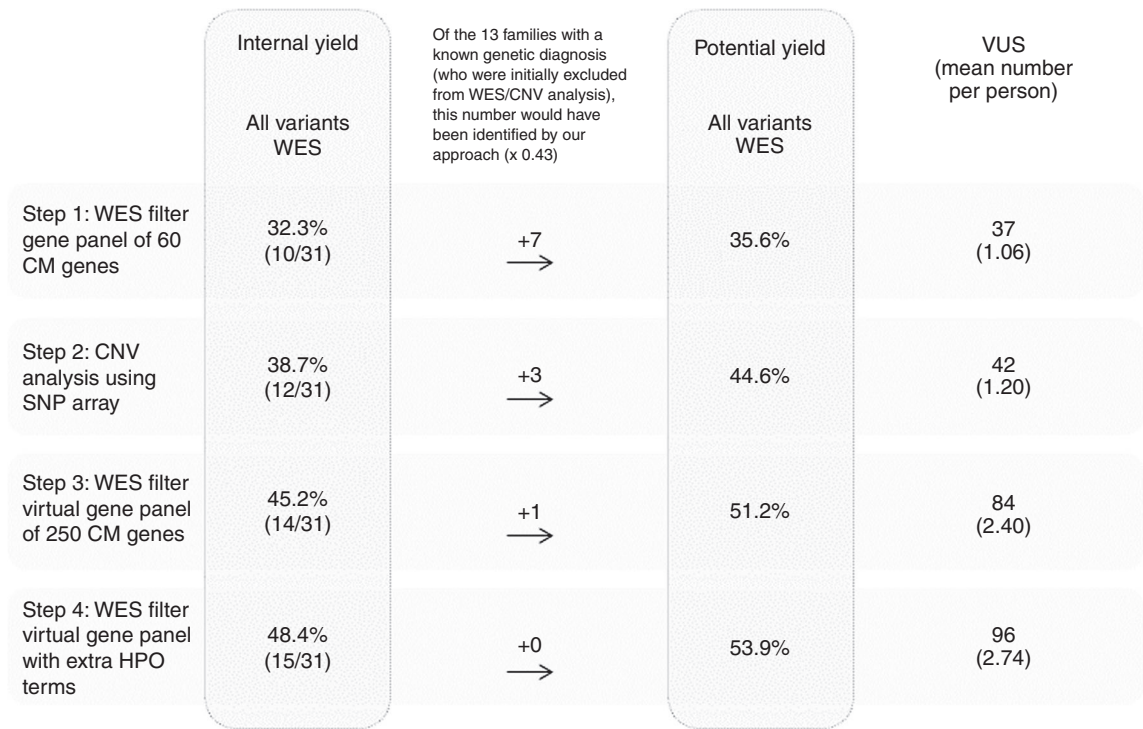 Internal yield
All variants
WES
Of the 13 families with a
known genetic diagnosis
(who were initially excluded
from WES/CNV analysis),
this number would have
been identified by our
approach (x 0.43)
Potential yield
All variants
WES
VUS
(mean number
per person)
Step 1: WES filter
gene panel of 60
CM genes
32.3%
(10/31)
+7
35.6%
37
(1.06)
Step 2: CNV
analysis using
SNP array
38.7%
(12/31)
+3
44.6%
42
(1.20)
Step 3: WES filter
virtual gene panel
of 250 CM genes
45.2%
(14/31)
+1
51.2%
84
(2.40)
Step 4: WES filter
virtual gene panel
with extra HPO
terms
48.4%
(15/31)
+0
53.9%
96
(2.74)